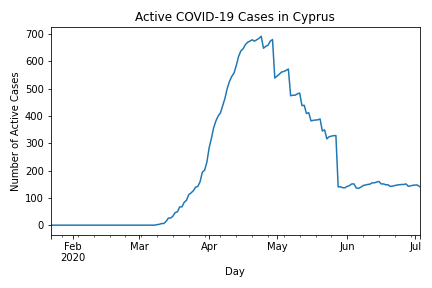 Active COVID-19 Cases in Cyprus
Number of Active Cases
700
600
500
400
300
200
100
0
Feb Mar Apr May Jun Jul
2020
Day